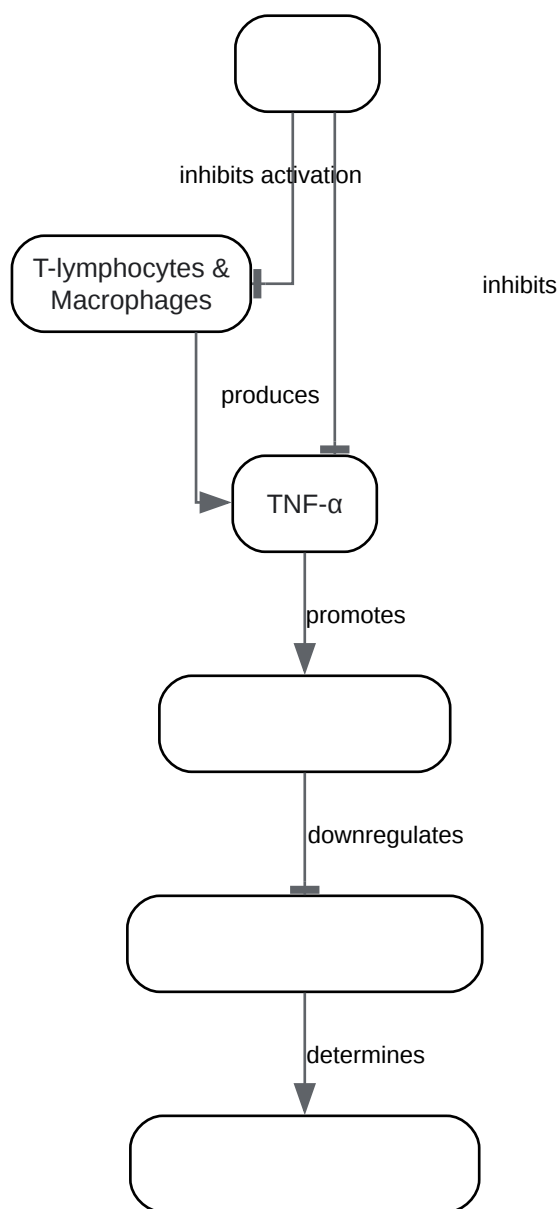 inhibits activation
T-lymphocytes &
Macrophages
inhibits
produces
TNF-α
promotes
downregulates
determines